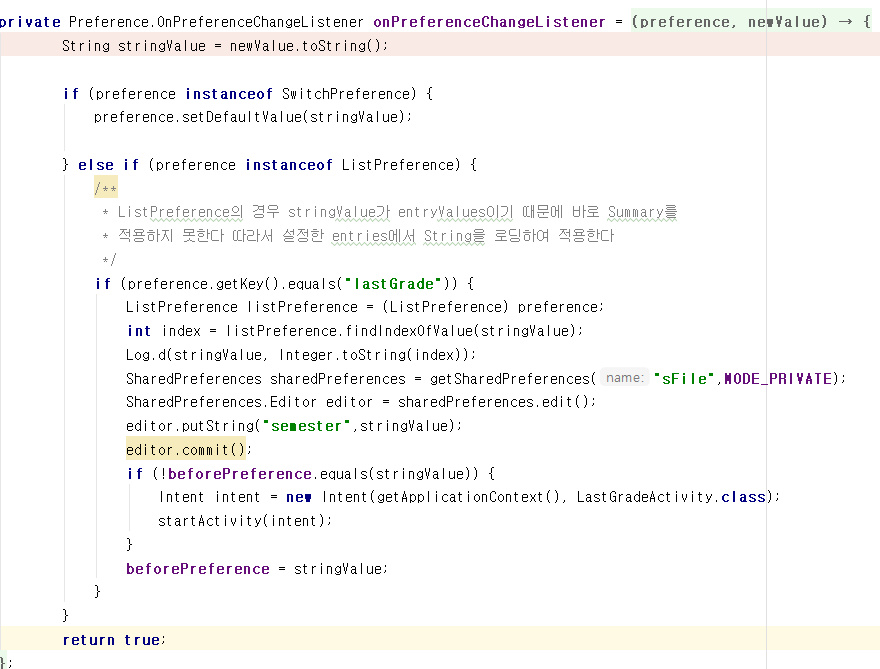 private Preference.OnPreferenceChangeListener onPreferenceChangeListener = (preference, newValue) → {
String stringValue = newValue.toString();
if (preference instanceof SwitchPreference) {
preference.setDefaultValue(stringValue);
} else if (preference instanceof ListPreference) {
/**
* ListPreference의 경우 stringValue가 entryValues이기 때문에 바로 Summary를
* 적용하지 못한다 따라서 설정한 entries에서 String을 로딩하여 적용한다
*/
if (preference.getKey().equals("lastGrade")) {
ListPreference listPreference = (ListPreference) preference;
int index = listPreference.findIndexOfValue(stringValue);
Log.d(stringValue, Integer.toString(index));
SharedPreferences sharedPreferences = getSharedPreferences( name: "sFile",MODE_PRIVATE);
SharedPreferences.Editor editor = sharedPreferences.edit();
editor.putString("semester",stringValue);
editor.commit();
if (!beforePreference.equals(stringValue)) {
Intent intent = new Intent(getApplicationContext(), LastGradeActivity.class);
startActivity(intent);
}
beforePreference = stringValue;
}
}
return true;
};